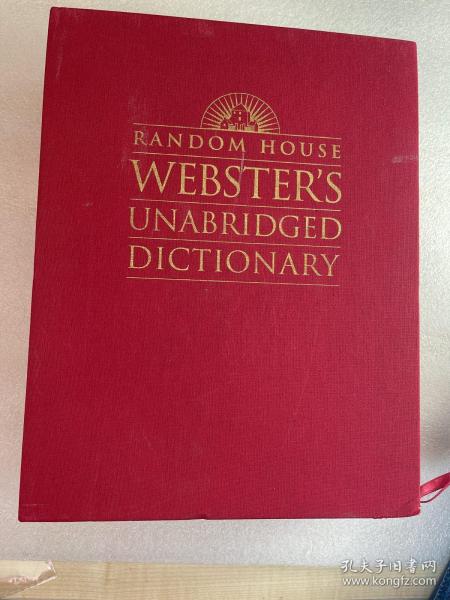 RANDOM HOUSE
WEBSTER'S
UNABRIDGED
DICTIONARY
孔夫子旧书网
www.kongfz.com